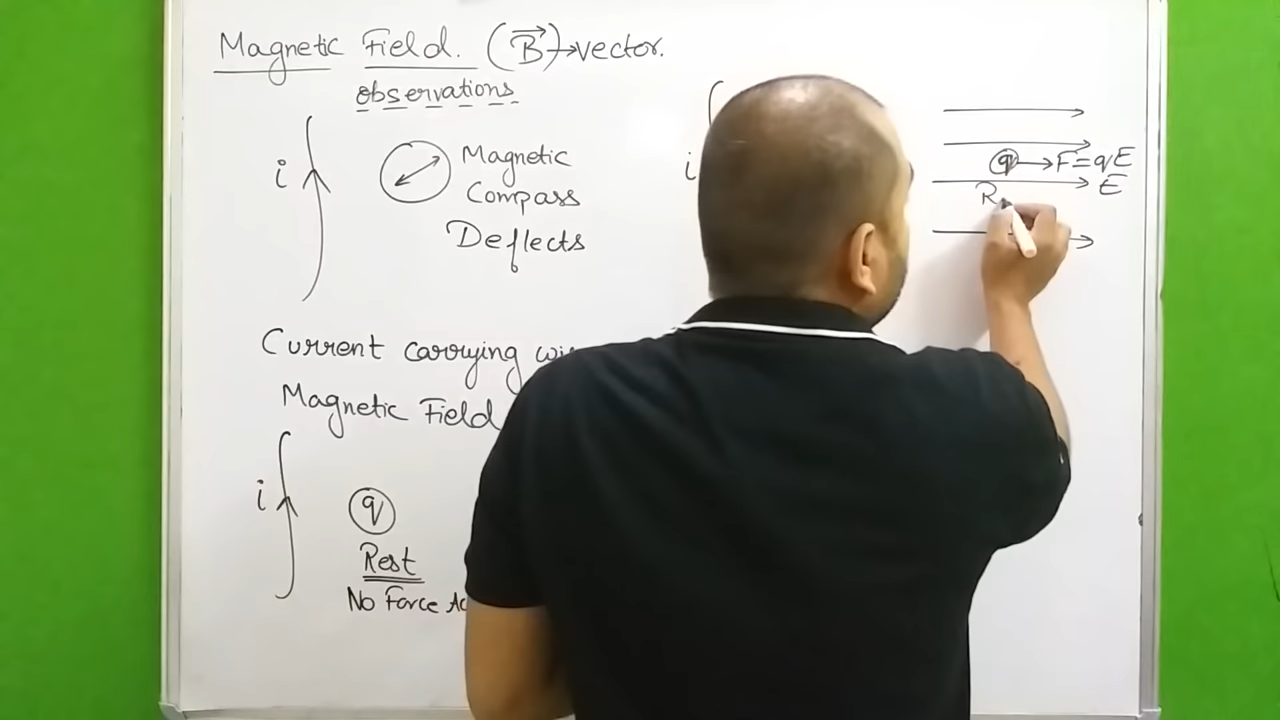 Magnetic Field. (B⃗)→vector.
observations
i
Magnetic
Compass
Deflects
Current carrying
Magnetic Field
i
q
Rest
No Force
i
q → F = qE
E
R